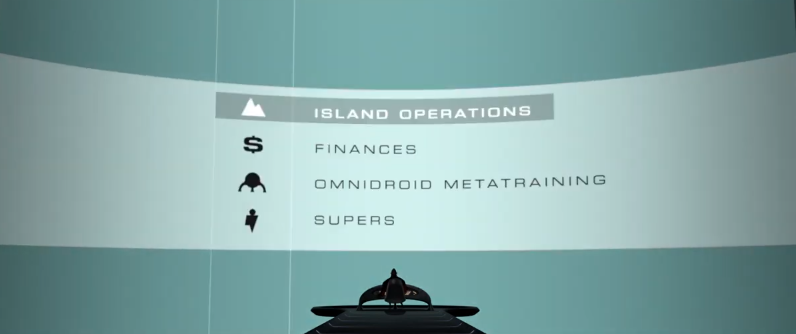 ISLAND OPERATIONS
FINANCES
OMNIDROID METATRAINING
SUPERS